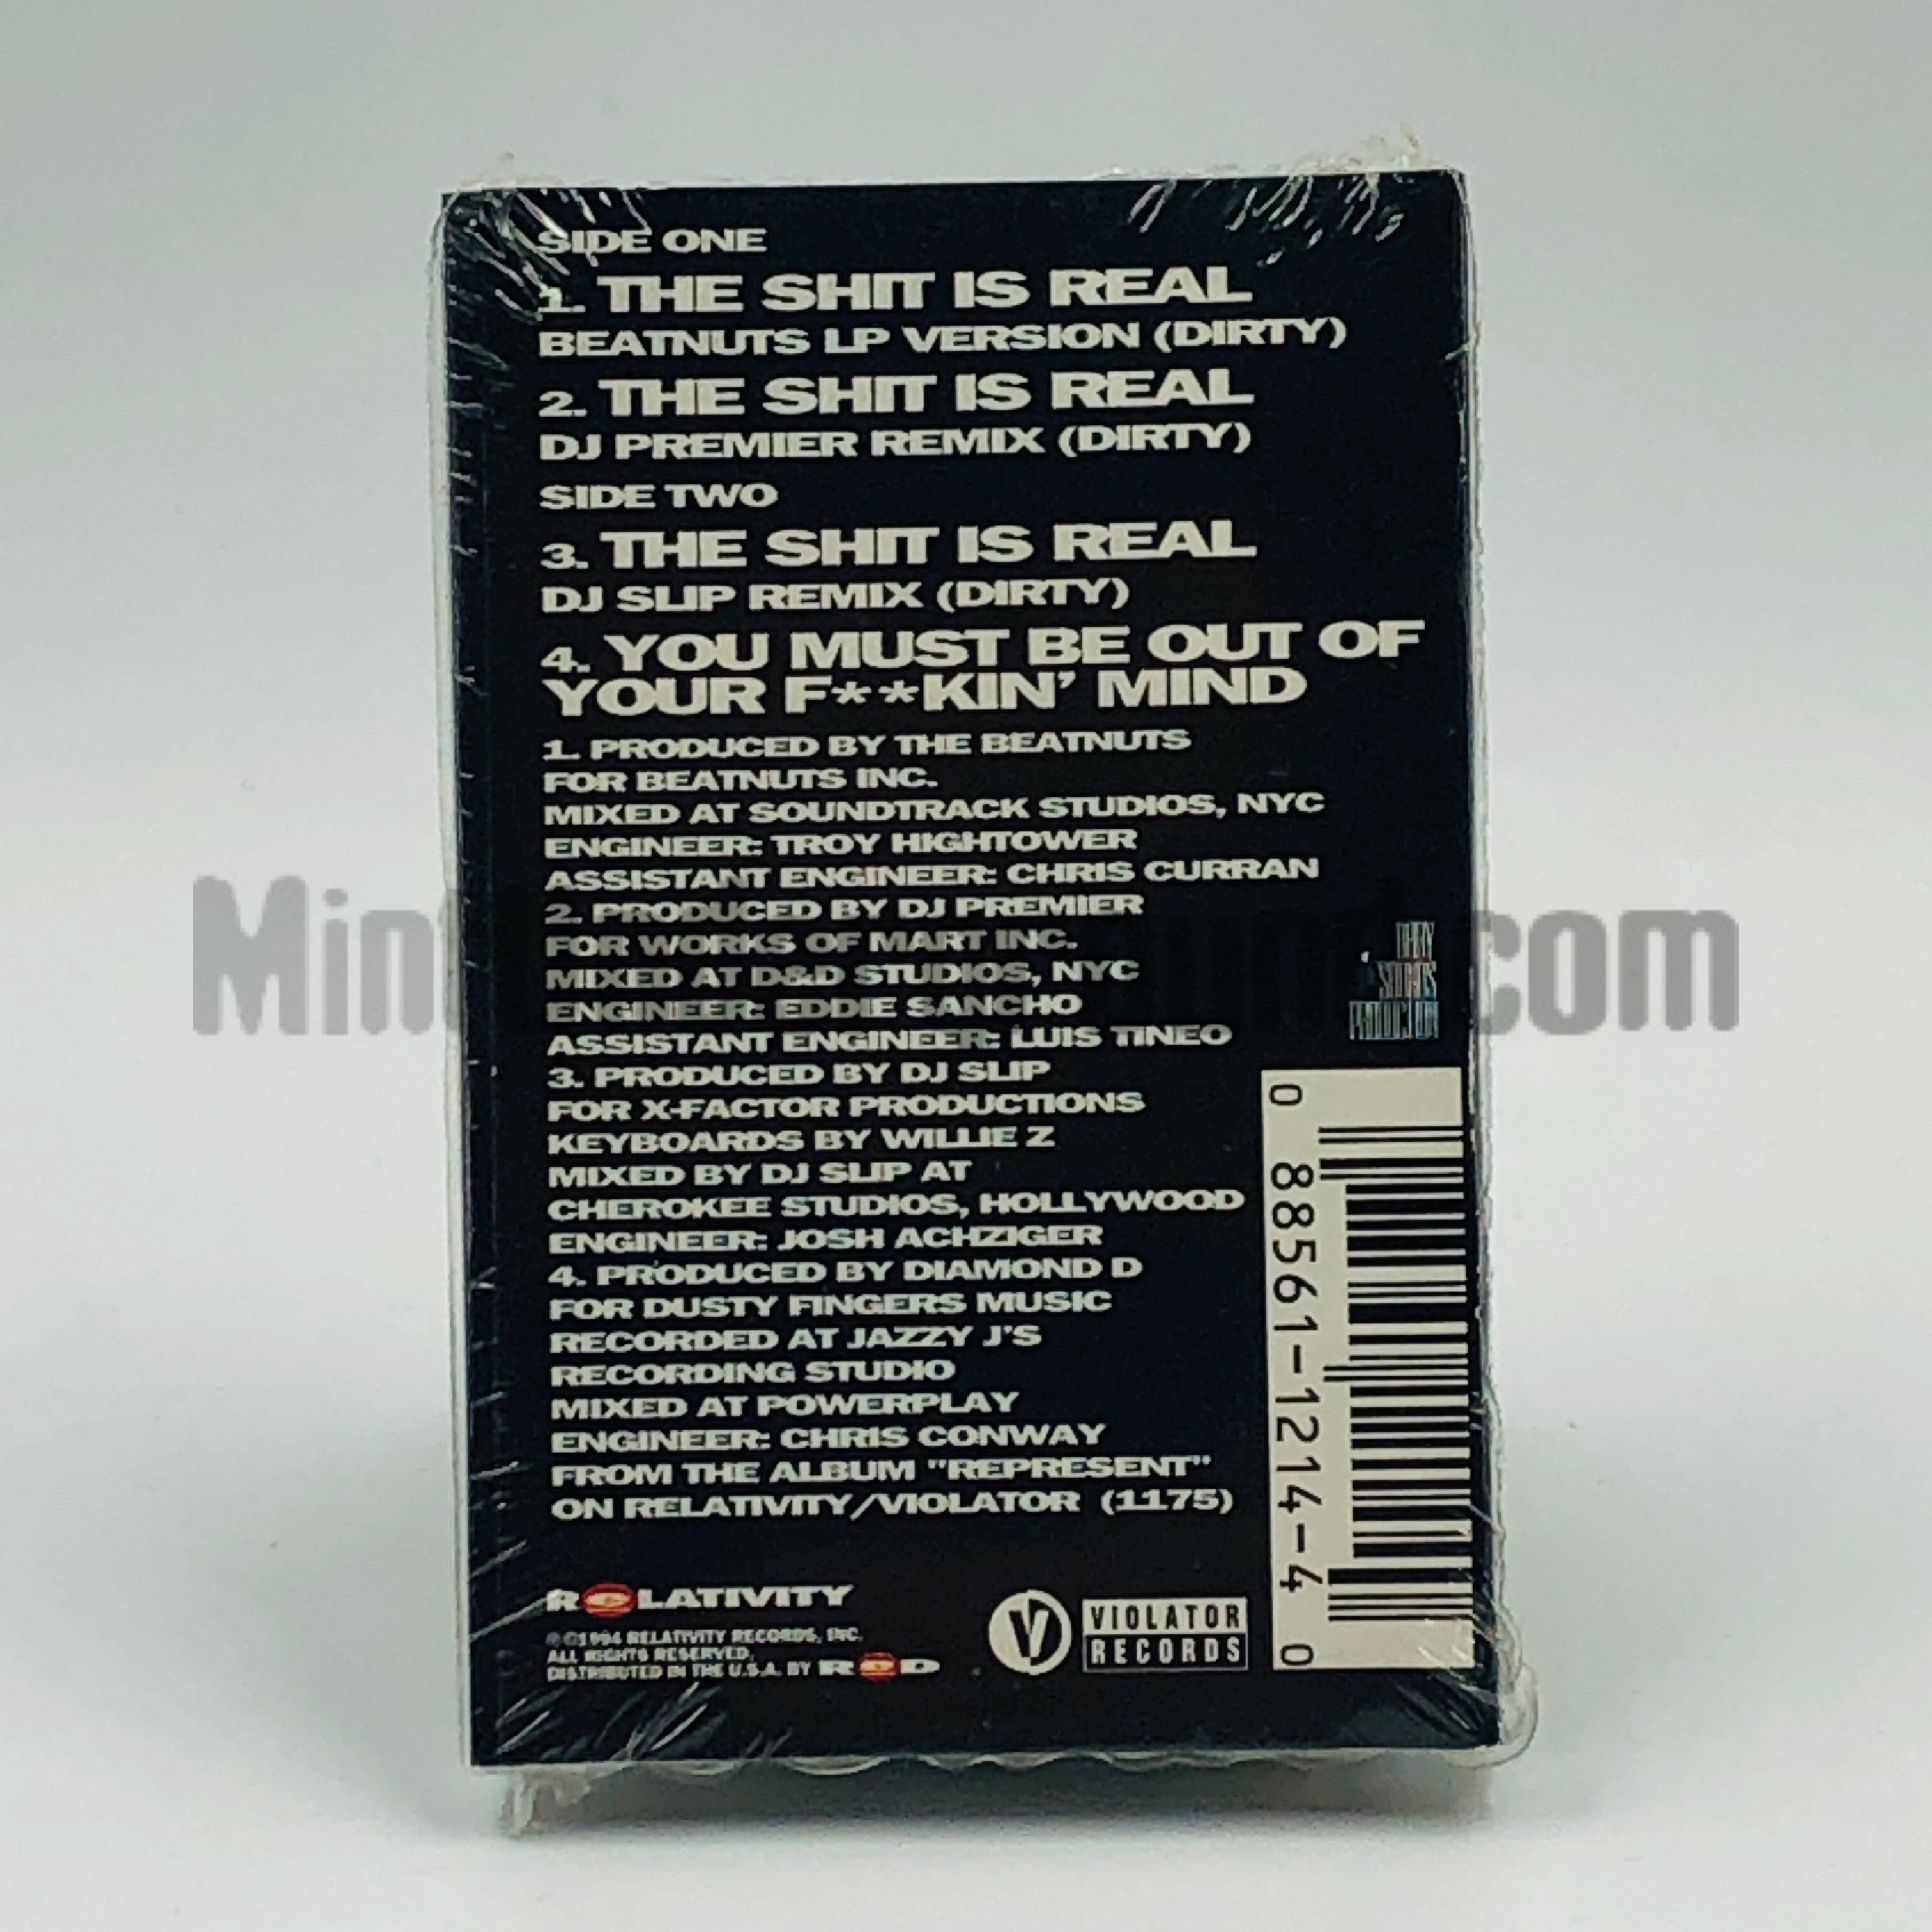 SIDE ONE
1. THE SHIT IS REAL
BEATNUTS LP VERSION (DIRTY)
2. THE SHIT IS REAL
DJ PREMIER REMIX (DIRTY)
SIDE TWO
3. THE SHIT IS REAL
DJ SLIP REMIX (DIRTY)
4. YOU MUST BE OUT OF
YOUR F**KIN' MIND
1. PRODUCED BY THE BEATNUTS
FOR BEATNUTS INC.
MIXED AT SOUNDTRACK STUDIOS, NYC
ENGINEER: TROY HIGHTOWER
ASSISTANT ENGINEER: CHRIS CURRAN
2. PRODUCED BY DJ PREMIER
FOR WORKS OF MART INC.
MIXED AT D&D STUDIOS, NYC
ENGINEER: EDDIE SANCHO
ASSISTANT ENGINEER: LUIS TINEO
3. PRODUCED BY DJ SLIP
FOR X-FACTOR PRODUCTIONS
KEYBOARDS BY WILLIE Z
MIXED BY DJ SLIP AT
CHEROKEE STUDIOS, HOLLYWOOD
ENGINEER: JOSH ACHZIGER
4. PRODUCED BY DIAMOND D
FOR DUSTY FINGERS MUSIC
RECORDED AT JAZZY J'S
RECORDING STUDIO
MIXED AT POWERPLAY
ENGINEER: CHRIS CONWAY
FROM THE ALBUM "REPRESENT"
ON RELATIVITY/VIOLATOR (1175)
RELATIVITY
℗©1994 RELATIVITY RECORDS, INC.
ALL RIGHTS RESERVED.
DISTRIBUTED IN THE U.S.A. BY RED
V VIOLATOR
RECORDS
PRODUCTION
0 88561-1214-4 0
.com